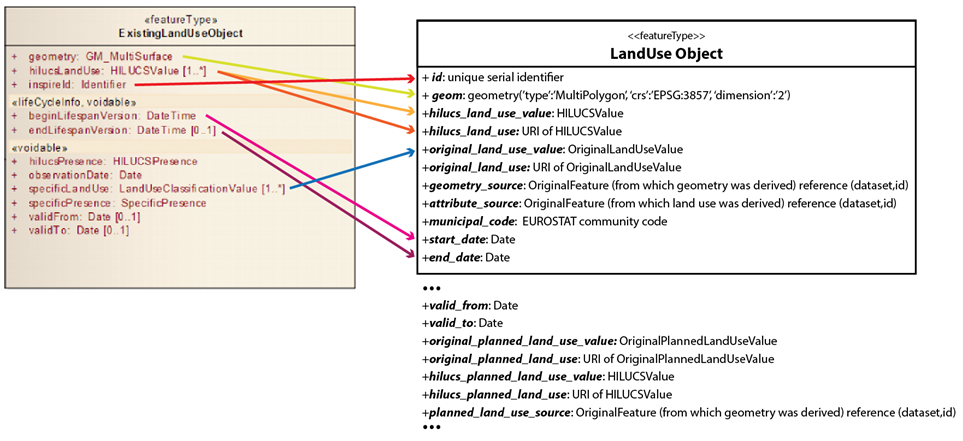 «featureType»
ExistingLandUseObject
+ geometry: GM_MultiSurface
+ hilucsLandUse: HILUCSValue [1..*]
+ inspireId: Identifier
«lifeCycleInfo, voidable»
+ beginLifespanVersion: DateTime
+ endLifespanVersion: DateTime [0..1]
«voidable»
+ hilucsPresence: HILUCSPresence
+ observationDate: Date
+ specificLandUse: LandUseClassificationValue [1..*]
+ specificPresence: SpecificPresence
+ validFrom: Date [0..1]
+ validTo: Date [0..1]
<<featureType>>
LandUse Object
+ id: unique serial identifier
+ geom: geometry('type':'MultiPolygon', 'crs':'EPSG:3857', 'dimension':'2')
+hilucs_land_use_value: HILUCSValue
+hilucs_land_use: URI of HILUCSValue
+original_land_use_value: OriginalLandUseValue
+original_land_use: URI of OriginalLandUseValue
+geometry_source: OriginalFeature (from which geometry was derived) reference (dataset,id)
+attribute_source: OriginalFeature (from which land use was derived) reference (dataset,id)
+municipal_code: EUROSTAT community code
+start_date: Date
+end_date: Date
•••
+valid_from: Date
+valid_to: Date
+original_planned_land_use_value: OriginalPlannedLandUseValue
+original_planned_land_use: URI of OriginalPlannedLandUseValue
+hilucs_planned_land_use_value: HILUCSValue
+hilucs_planned_land_use: URI of HILUCSValue
+planned_land_use_source: OriginalFeature (from which geometry was derived) reference (dataset,id)
•••